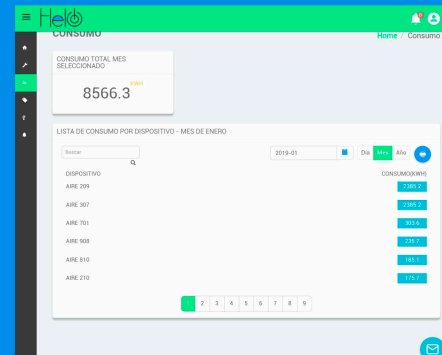 Helo
CONSUMO
Home / Consumo
CONSUMO TOTAL MES
SELECCIONADO
8566.3
LISTA DE CONSUMO POR DISPOSITIVO - MES DE ENERO
Buscar
2019-01
Día Mes Año
DISPOSITIVO CONSUMO(KWH)
AIRE 209 2385.2
AIRE 307 2385.2
AIRE 701 303.6
AIRE 908 235.7
AIRE 810 185.1
AIRE 210 175.7
1 2 3 4 5 6 7 8 9